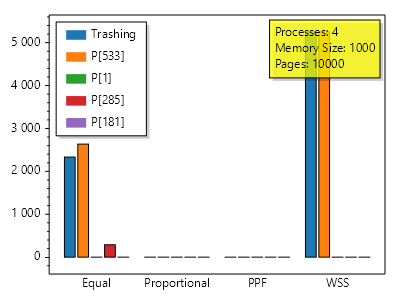 Trashing
P[533]
P[1]
P[285]
P[181]
Processes: 4
Memory Size: 1000
Pages: 10000
5 000
4 000
3 000
2 000
1 000
0
Equal Proportional PPF WSS